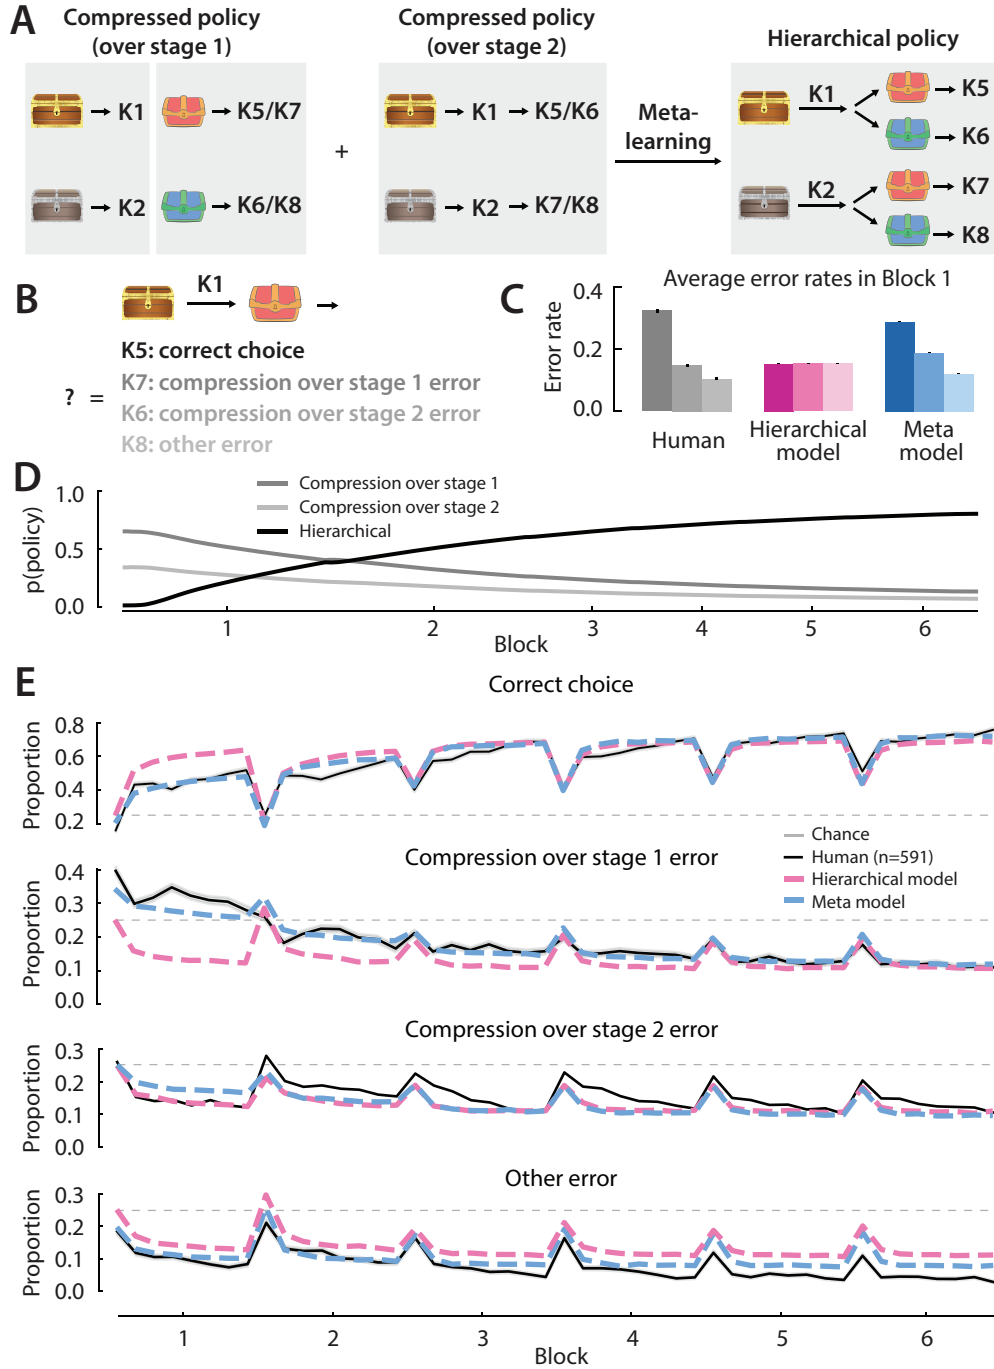 A
Compressed policy
(over stage 1)
Compressed policy
(over stage 2)
Hierarchical policy
K1
K5/K7
K2
K6/K8
+
K1
K5/K6
K2
K7/K8
Meta-
learning
K1
K5
K6
K2
K7
K8
B
K1
? =
K5: correct choice
K7: compression over stage 1 error
K6: compression over stage 2 error
K8: other error
C
Average error rates in Block 1
Error rate
0.4
0.2
0.0
Human
Hierarchical
model
Meta
model
D
p(policy)
1.0
0.5
0.0
Compression over stage 1
Compression over stage 2
Hierarchical
1
2
3
4
5
6
Block
E
Correct choice
Proportion
0.8
0.6
0.4
0.2
Chance
Human (n=591)
Hierarchical model
Meta model
Compression over stage 1 error
Proportion
0.4
0.3
0.2
0.1
0.0
Compression over stage 2 error
Proportion
0.3
0.2
0.1
0.0
Other error
Proportion
0.3
0.2
0.1
0.0
1
2
3
4
5
6
Block